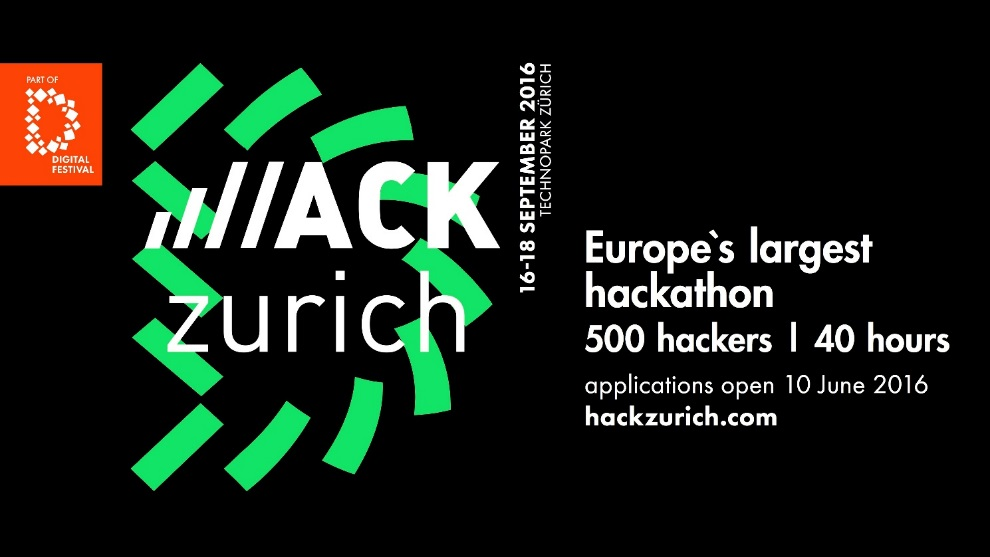 PART OF
DIGITAL
FESTIVAL
////ACK
zurich
16-18 SEPTEMBER 2016
TECHNOPARK ZÜRICH
Europe`s largest
hackathon
500 hackers | 40 hours
applications open 10 June 2016
hackzurich.com